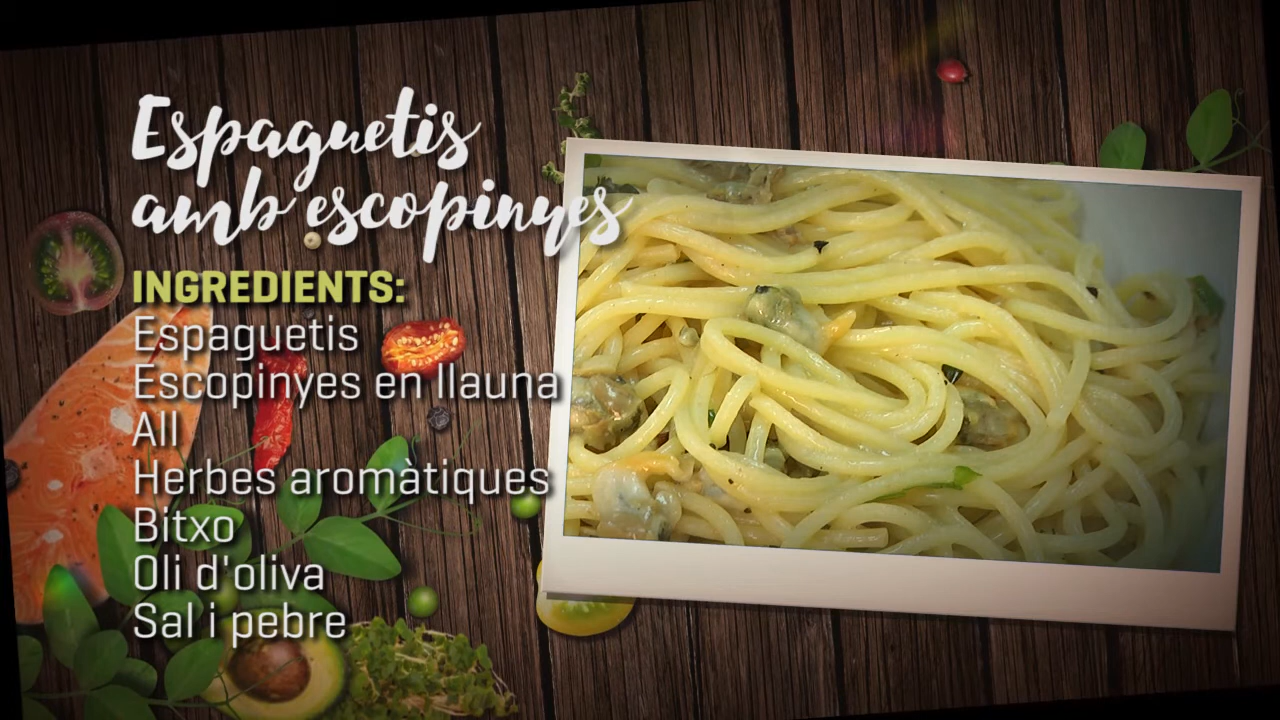 Espaguetis
amb escopinyes
INGREDIENTS:
Espaguetis
Escopinyes en llauna
All
Herbes aromàtiques
Bitxo
Oli d'oliva
Sal i pebre